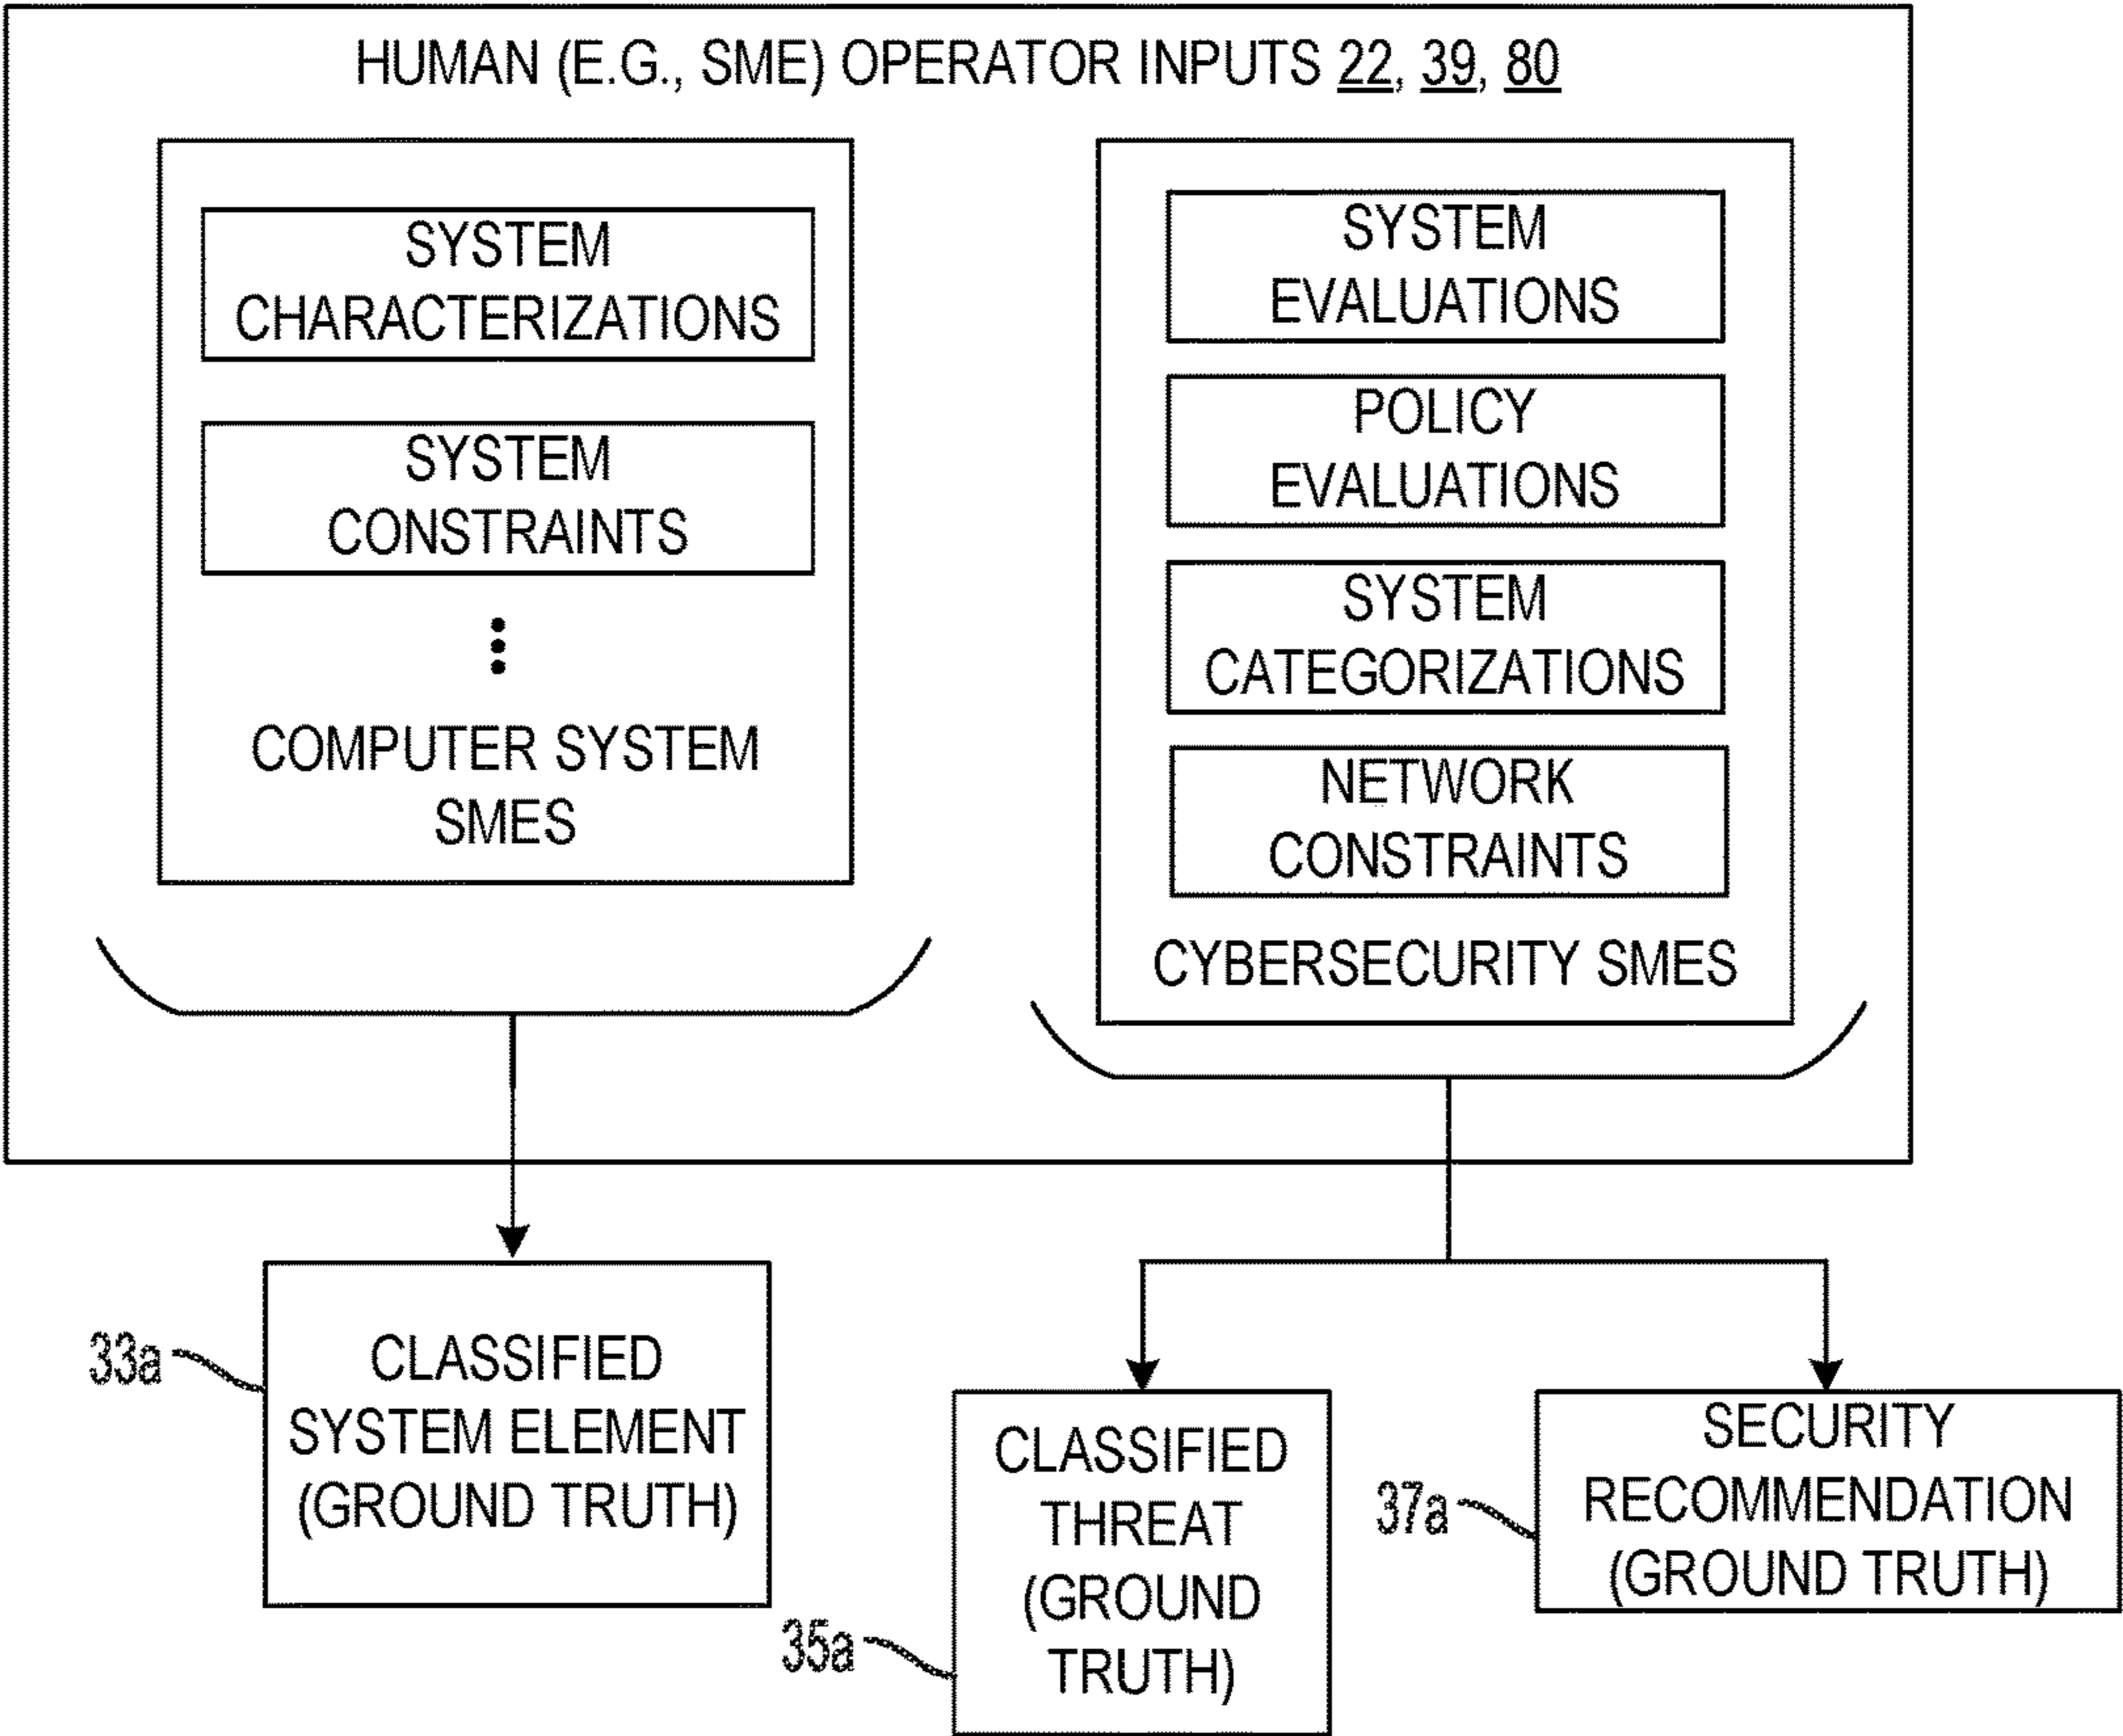 HUMAN (E.G., SME) OPERATOR INPUTS 22, 39, 80
SYSTEM
CHARACTERIZATIONS
SYSTEM
CONSTRAINTS
COMPUTER SYSTEM
SMES
SYSTEM
EVALUATIONS
POLICY
EVALUATIONS
SYSTEM
CATEGORIZATIONS
NETWORK
CONSTRAINTS
CYBERSECURITY SMES
33a
CLASSIFIED
SYSTEM ELEMENT
(GROUND TRUTH)
35a
CLASSIFIED
THREAT
(GROUND
TRUTH)
37a
SECURITY
RECOMMENDATION
(GROUND TRUTH)